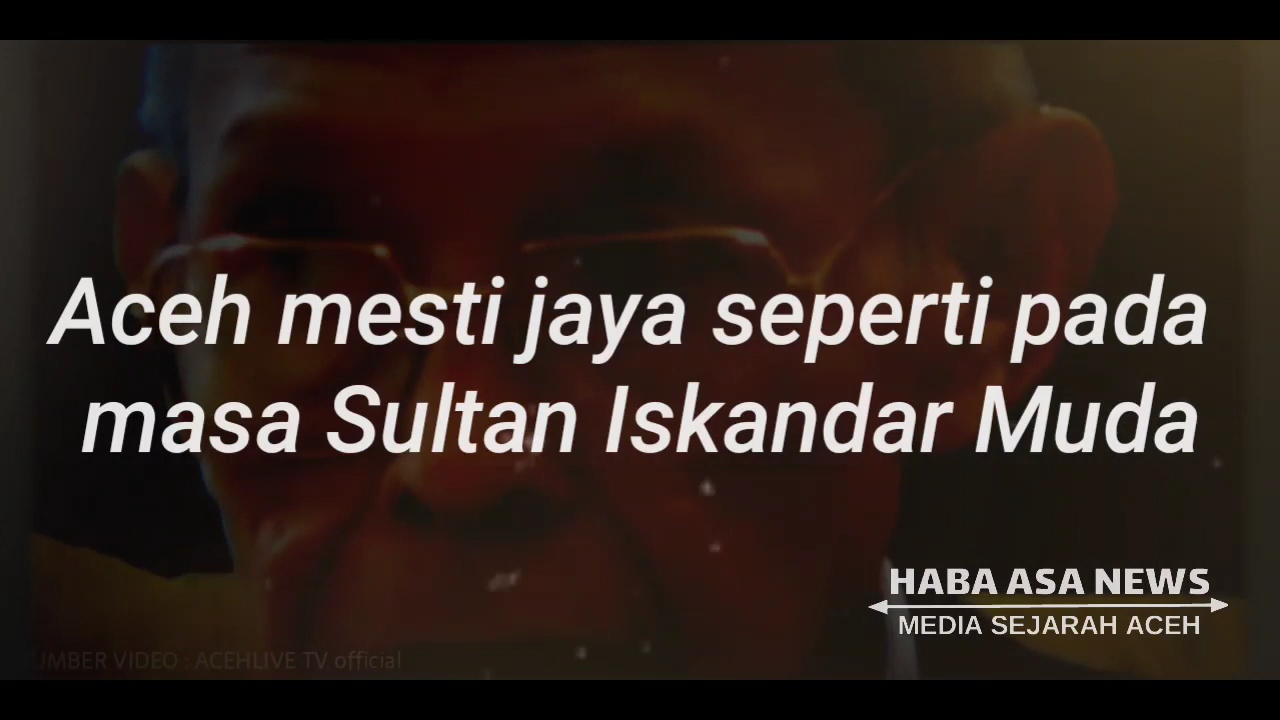 Aceh mesti jaya seperti pada
masa Sultan Iskandar Muda
HABA ASA NEWS
MEDIA SEJARAH ACEH
VIDEO : ACEHLIVE TV official